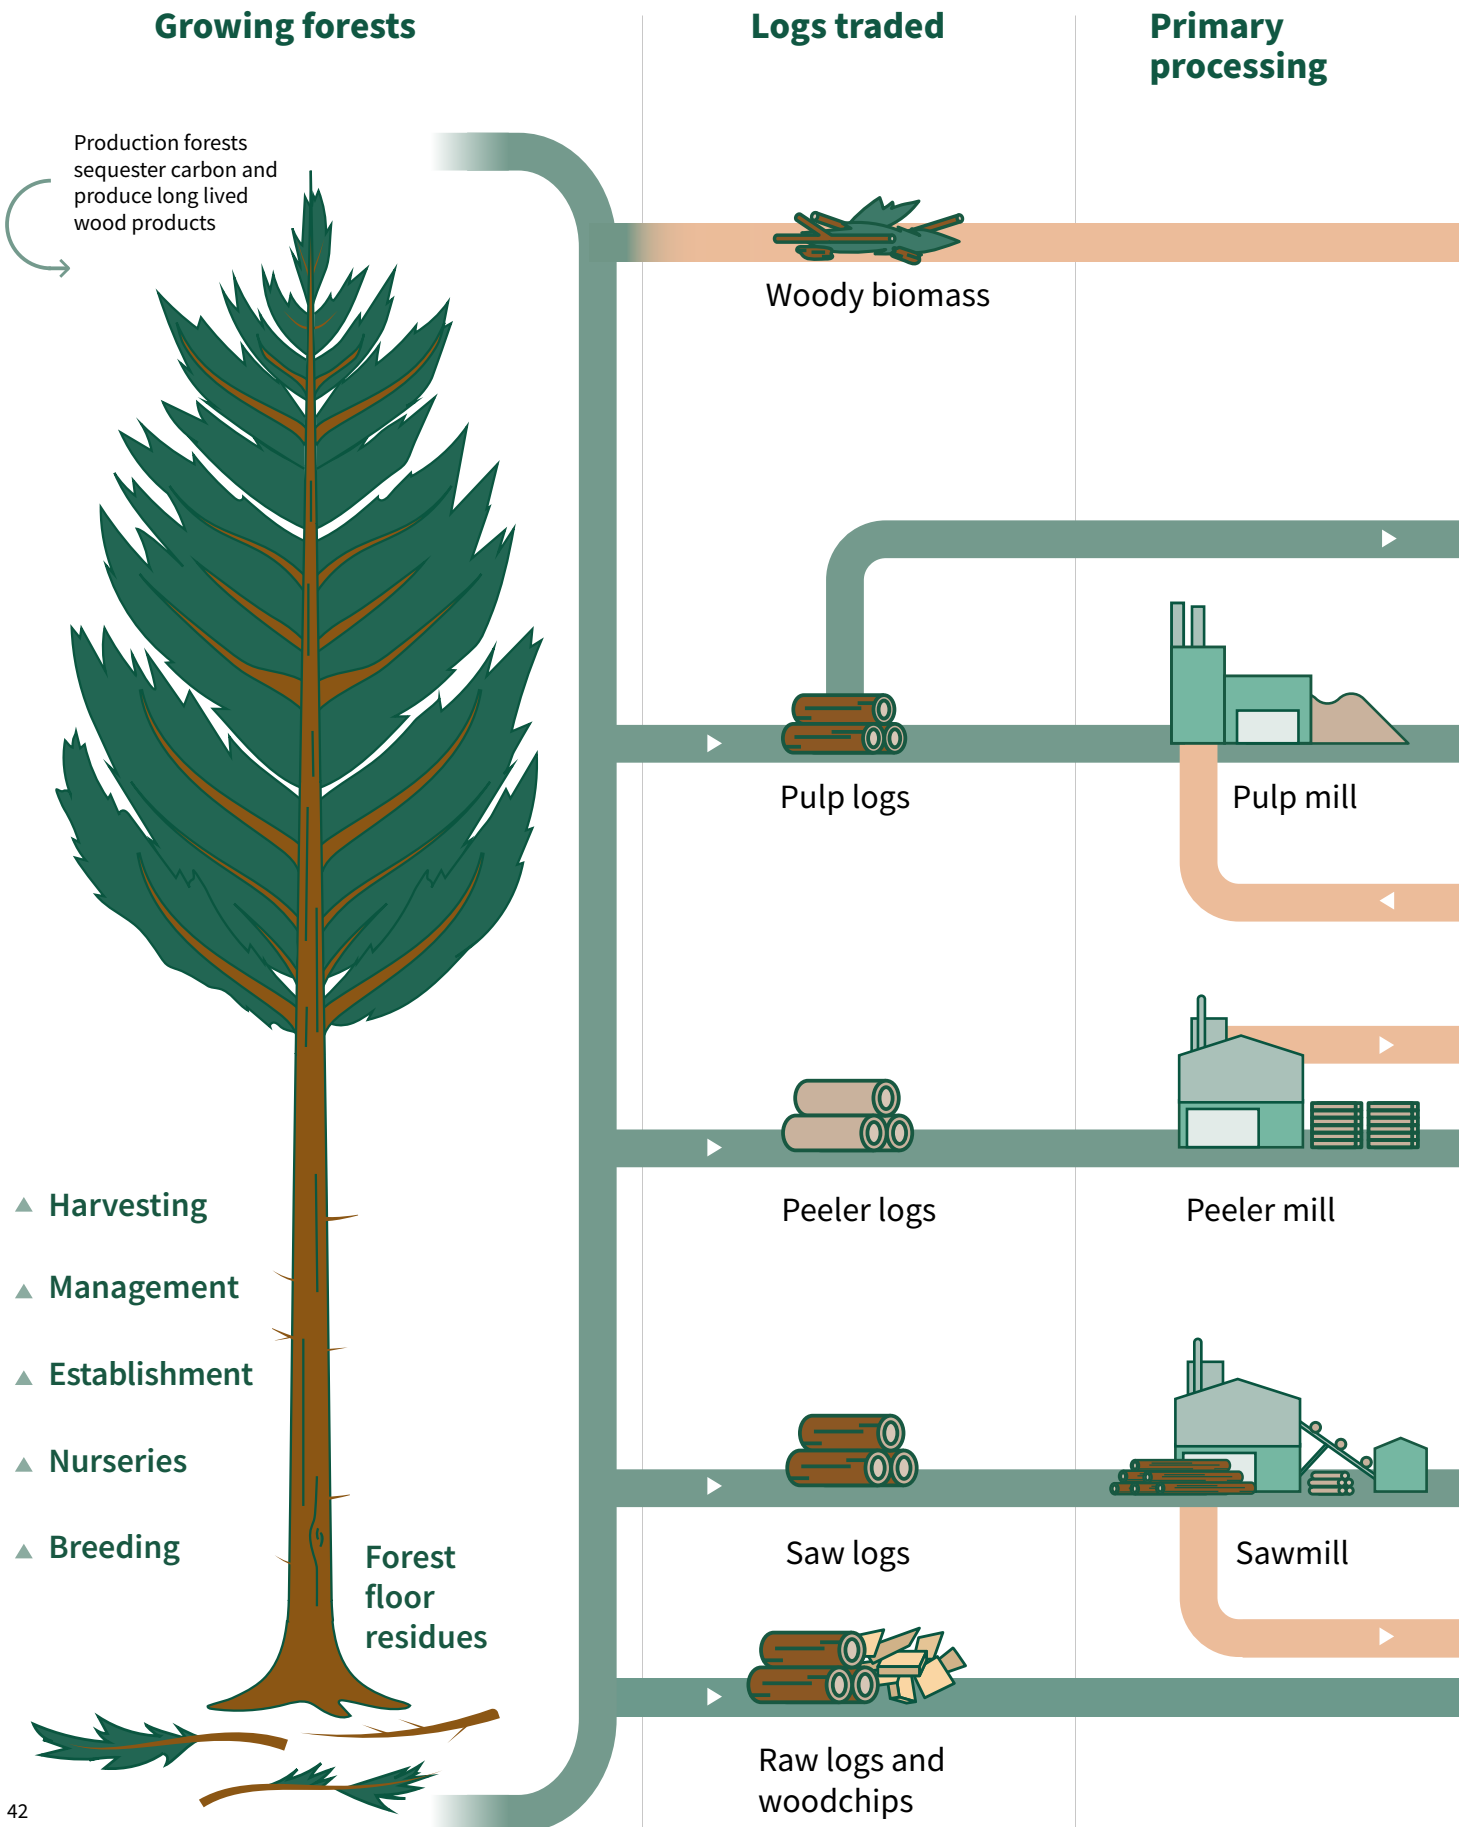 Growing forests
Logs traded
Primary
processing
Production forests
sequester carbon and
produce long lived
wood products
Woody biomass
Pulp logs
Pulp mill
Peeler logs
Peeler mill
Harvesting
Management
Establishment
Nurseries
Breeding
Forest
floor
residues
Saw logs
Sawmill
Raw logs and
woodchips
42